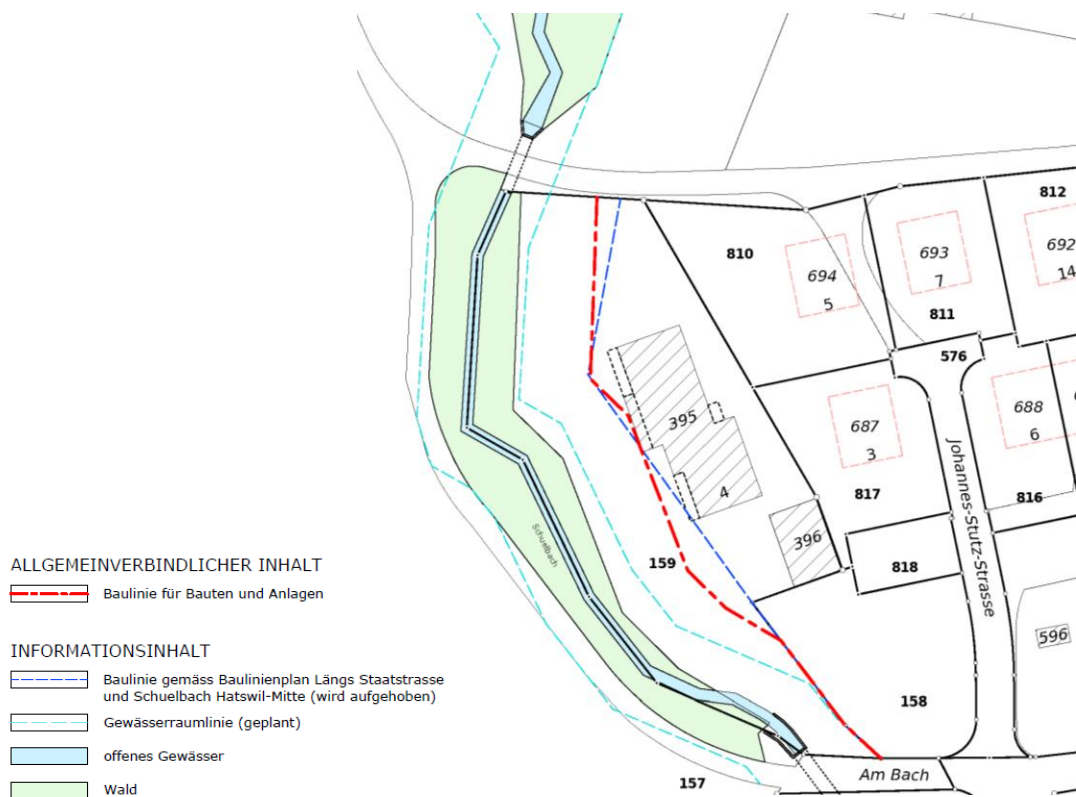 812
810
694
5
693
7
692
14
811
576
395
4
687
3
688
6
817
816
Johannes-Stutz-Strasse
396
Schuelbach
159
818
596
158
Am Bach
157
ALLGEMEINVERBINDLICHER INHALT
Baulinie für Bauten und Anlagen
INFORMATIONSINHALT
Baulinie gemäss Baulinienplan Längs Staatstrasse
und Schuelbach Hatswil-Mitte (wird aufgehoben)
Gewässerraumlinie (geplant)
offenes Gewässer
Wald